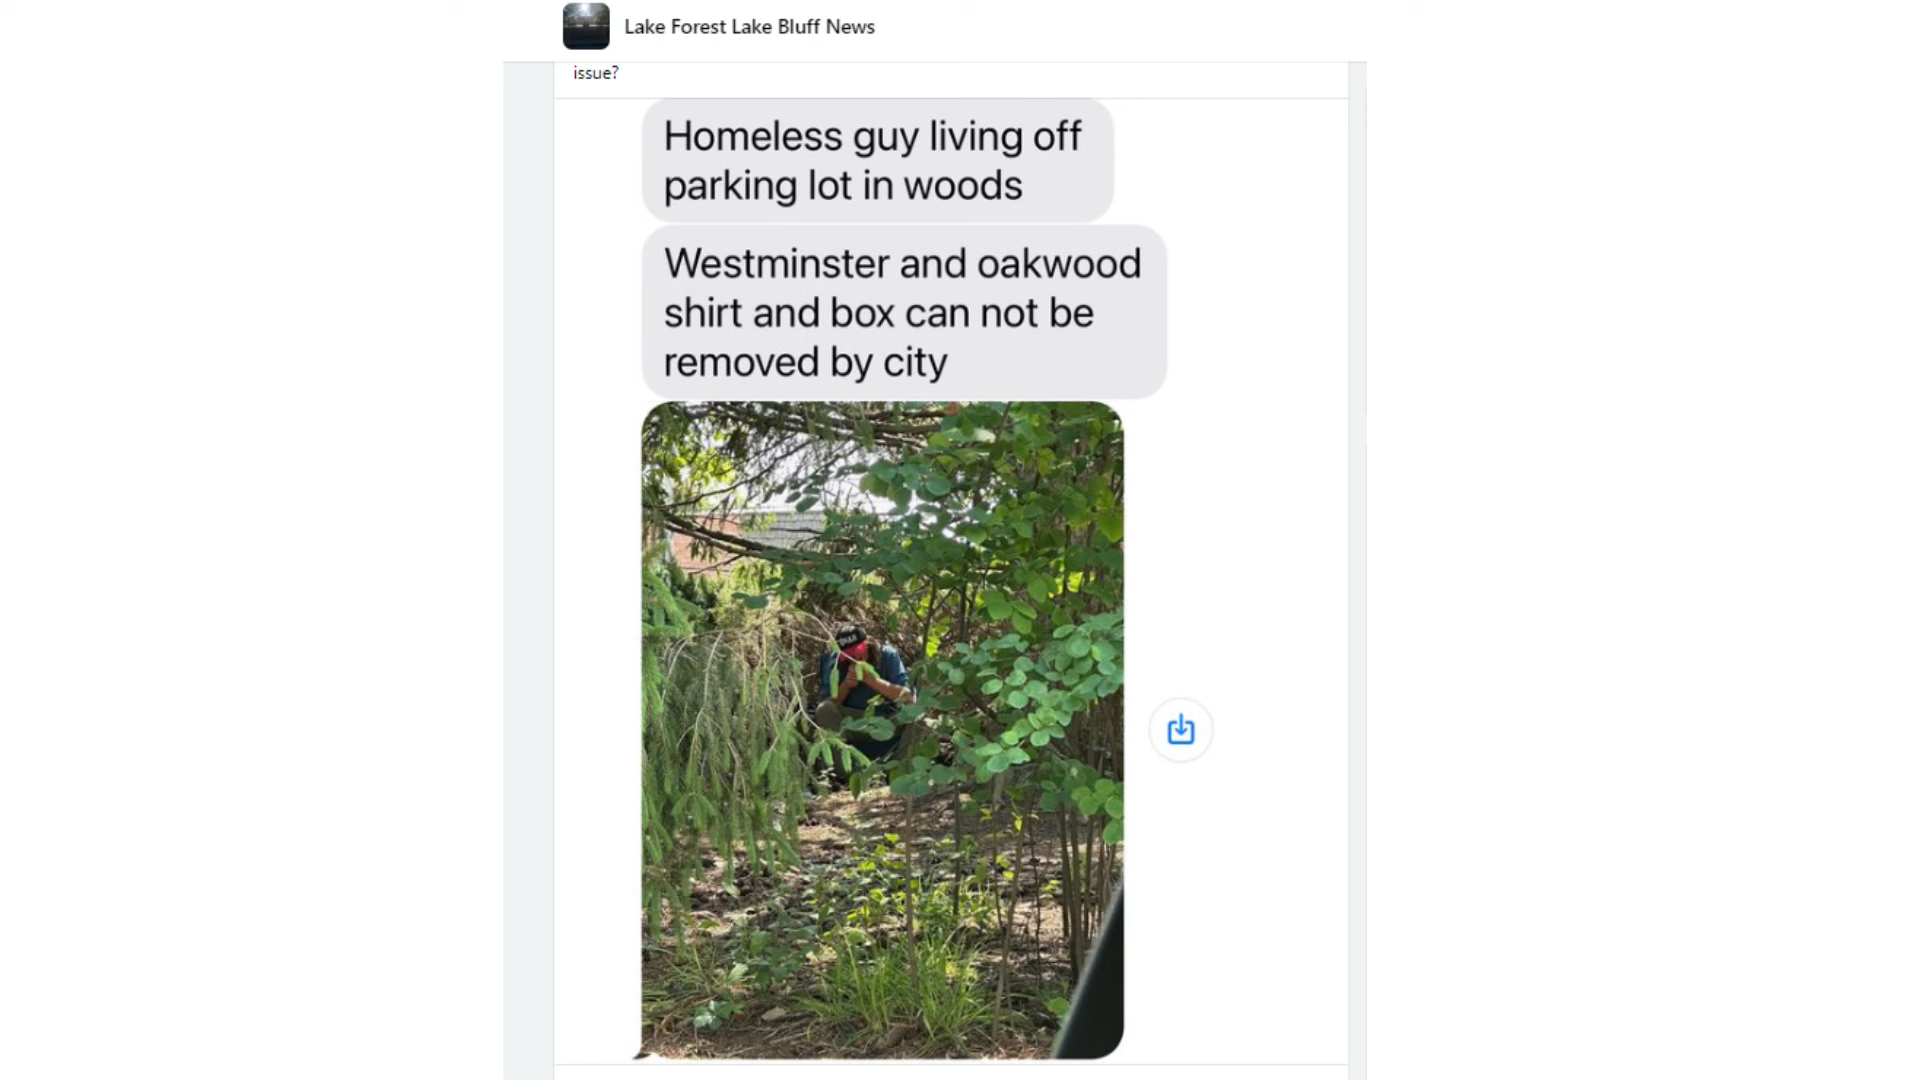 Lake Forest Lake Bluff News
issue?
Homeless guy living off
parking lot in woods
Westminster and oakwood
shirt and box can not be
removed by city